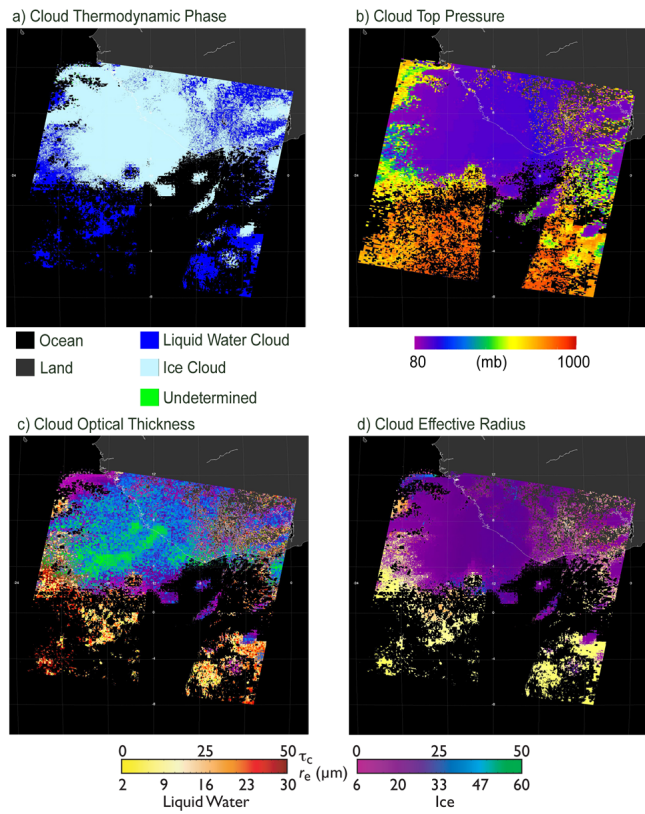 a) Cloud Thermodynamic Phase
b) Cloud Top Pressure
Ocean
Liquid Water Cloud
Land
Ice Cloud
Undetermined
80 (mb) 1000
c) Cloud Optical Thickness
d) Cloud Effective Radius
0 25 50 τc 0 25 50
2 9 16 23 30 re (µm) 6 20 33 47 60
Liquid Water
Ice